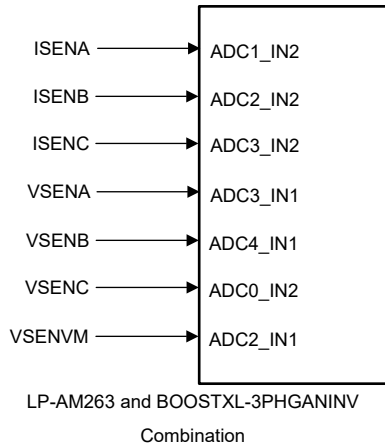 ISENA ADC1_IN2
ISENB ADC2_IN2
ISENC ADC3_IN2
VSENA ADC3_IN1
VSENB ADC4_IN1
VSENC ADC0_IN2
VSENVM ADC2_IN1
LP-AM263 and BOOSTXL-3PHGANINV
Combination